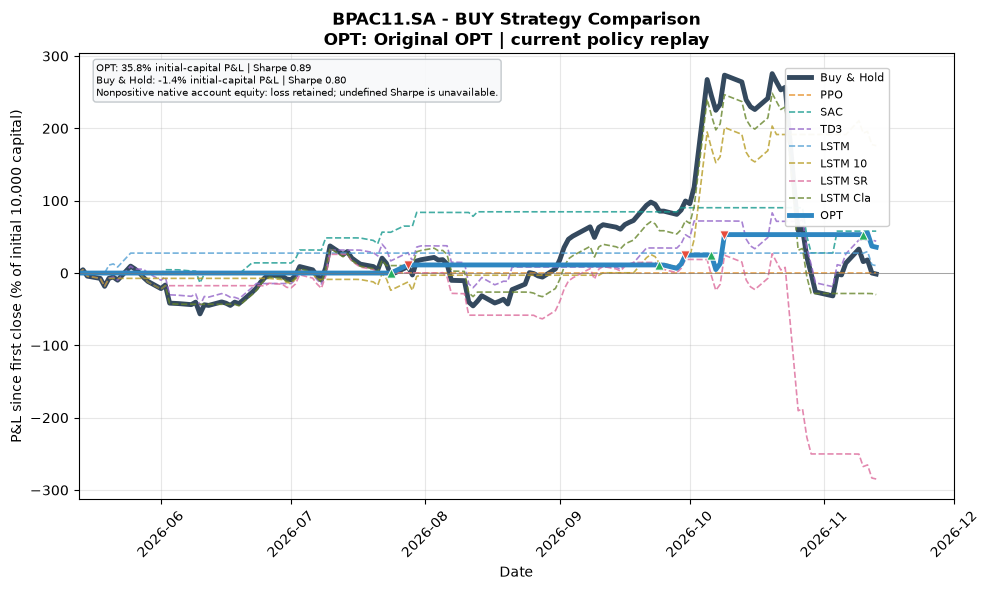 BPAC11.SA - BUY Strategy Comparison
OPT: Original OPT | current policy replay
OPT: 35.8% initial-capital P&L | Sharpe 0.89
Buy & Hold: -1.4% initial-capital P&L | Sharpe 0.80
Nonpositive native account equity: loss retained; undefined Sharpe is unavailable.
Buy & Hold
PPO
SAC
TD3
LSTM
LSTM 10
LSTM SR
LSTM Cla
OPT
P&L since first close (% of initial 10,000 capital)
300
200
100
0
−100
−200
−300
2026-06
2026-07
2026-08
2026-09
2026-10
2026-11
2026-12
Date